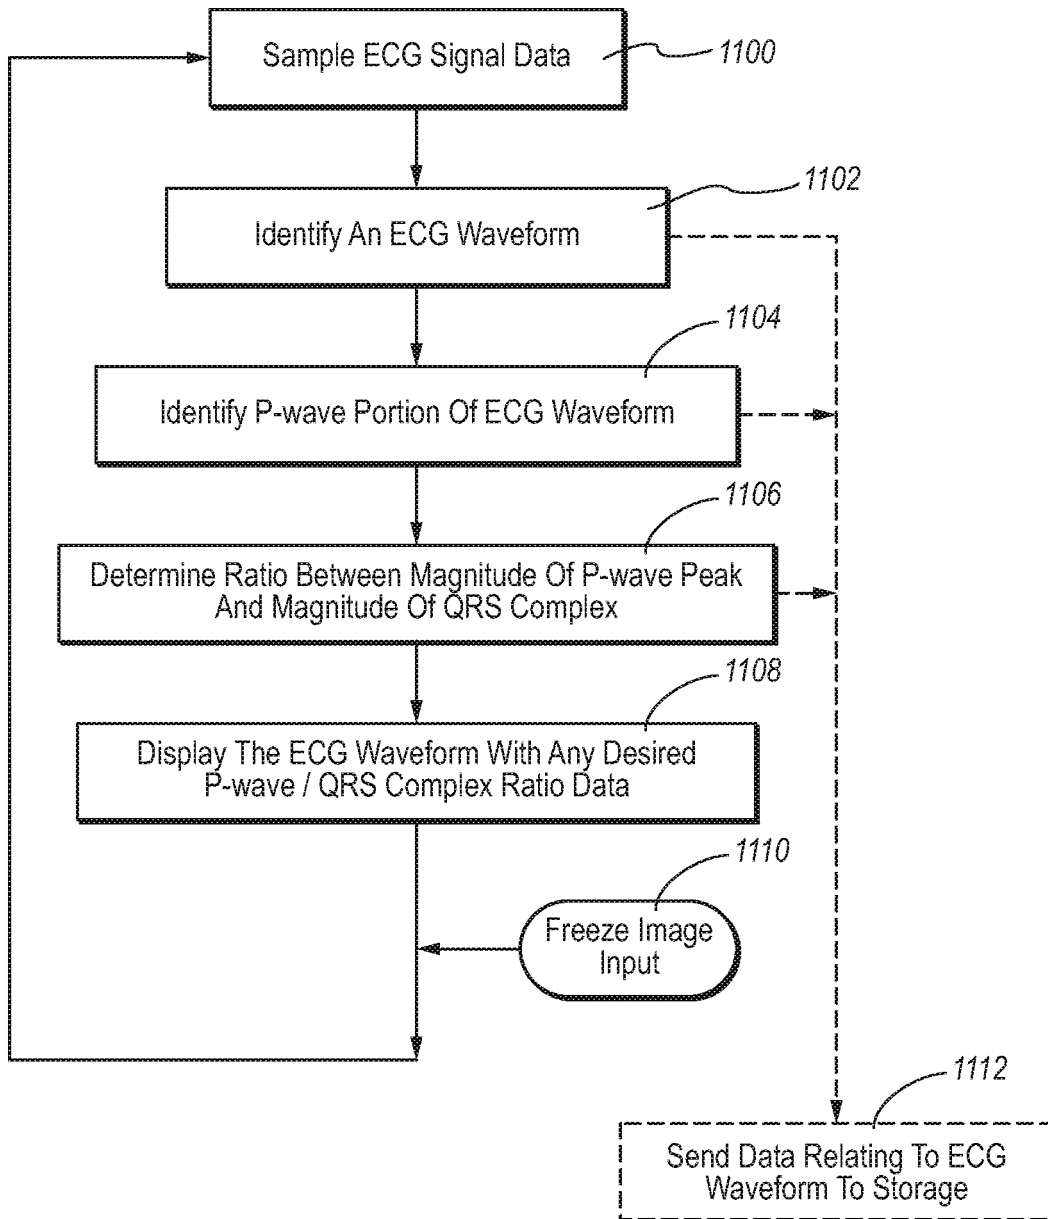 Sample ECG Signal Data
1100
1102
Identify An ECG Waveform
1104
Identify P-wave Portion Of ECG Waveform
1106
Determine Ratio Between Magnitude Of P-wave Peak
And Magnitude Of QRS Complex
1108
Display The ECG Waveform With Any Desired
P-wave / QRS Complex Ratio Data
1110
Freeze Image
Input
1112
Send Data Relating To ECG
Waveform To Storage